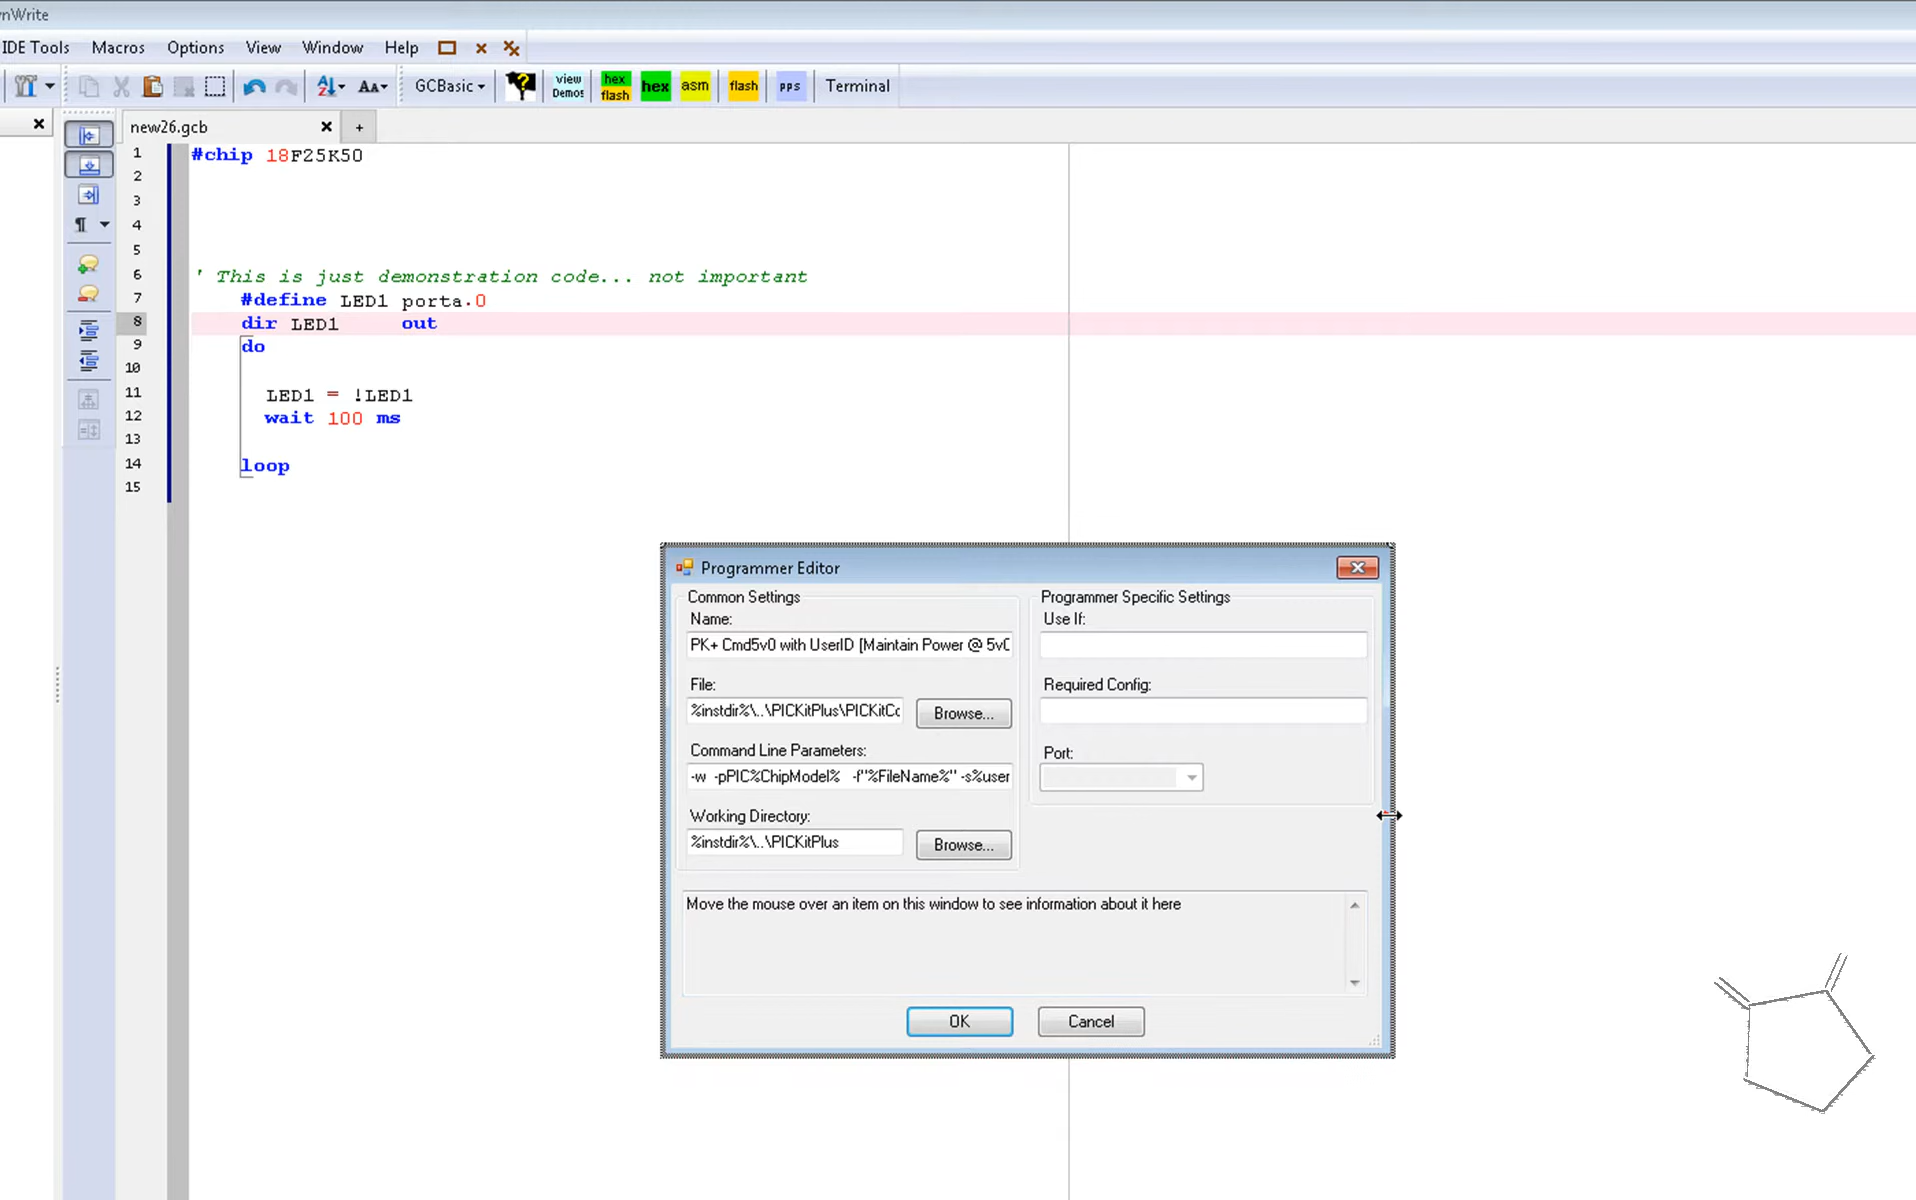 nWrite
IDE Tools Macros Options View Window Help
GCBasic view Demos hex flash hex asm flash pps Terminal
new26.gcb
1 #chip 18F25K50
2
3
4
5
6 ' This is just demonstration code... not important
7 #define LED1 porta.0
8 dir LED1 out
9 do
10
11 LED1 = !LED1
12 wait 100 ms
13
14 loop
15
Programmer Editor
Common Settings
Name:
PK+ Cmd5v0 with UserID [Maintain Power @ 5v0
File:
%instdir%\..\PICKitPlus\PICKitCo
Browse...
Command Line Parameters:
-w -pPIC%ChipModel% -f"%FileName%" -s%user
Working Directory:
%instdir%\..\PICKitPlus
Browse...
Programmer Specific Settings
Use If:
Required Config:
Port:
Move the mouse over an item on this window to see information about it here
OK Cancel